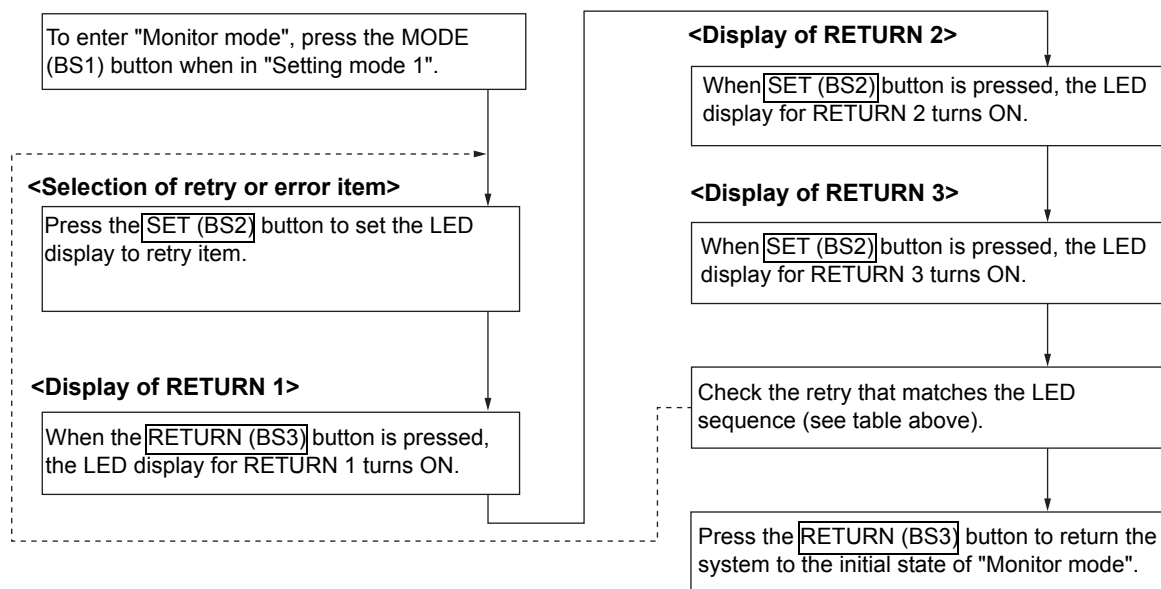 To enter "Monitor mode", press the MODE
(BS1) button when in "Setting mode 1".
<Selection of retry or error item>
Press the SET (BS2) button to set the LED
display to retry item.
<Display of RETURN 1>
When the RETURN (BS3) button is pressed,
the LED display for RETURN 1 turns ON.
<Display of RETURN 2>
When SET (BS2) button is pressed, the LED
display for RETURN 2 turns ON.
<Display of RETURN 3>
When SET (BS2) button is pressed, the LED
display for RETURN 3 turns ON.
Check the retry that matches the LED
sequence (see table above).
Press the RETURN (BS3) button to return the
system to the initial state of "Monitor mode".